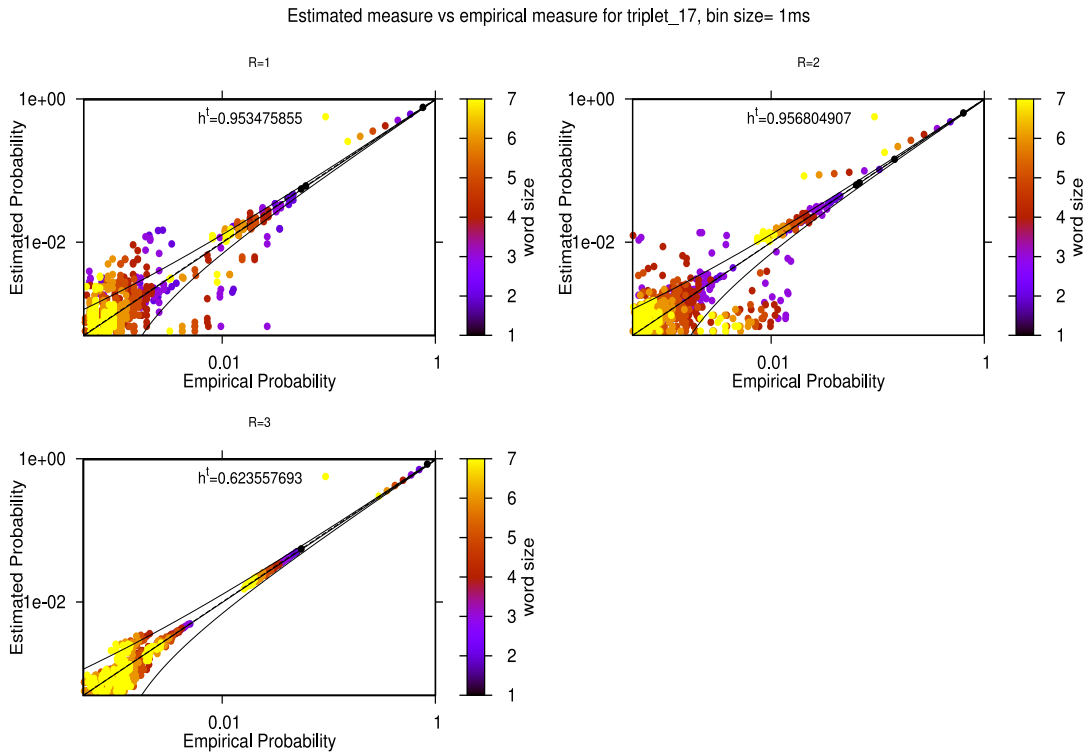 Estimated measure vs empirical measure for triplet_17, bin size= 1ms
R=1
Estimated Probability
1e+00
1e-02
h^t=0.953475855
0.01
1
Empirical Probability
7
6
5
4
3
2
1
word size
R=2
Estimated Probability
1e+00
1e-02
h^t=0.956804907
0.01
1
Empirical Probability
7
6
5
4
3
2
1
word size
R=3
Estimated Probability
1e+00
1e-02
h^t=0.623557693
0.01
1
Empirical Probability
7
6
5
4
3
2
1
word size